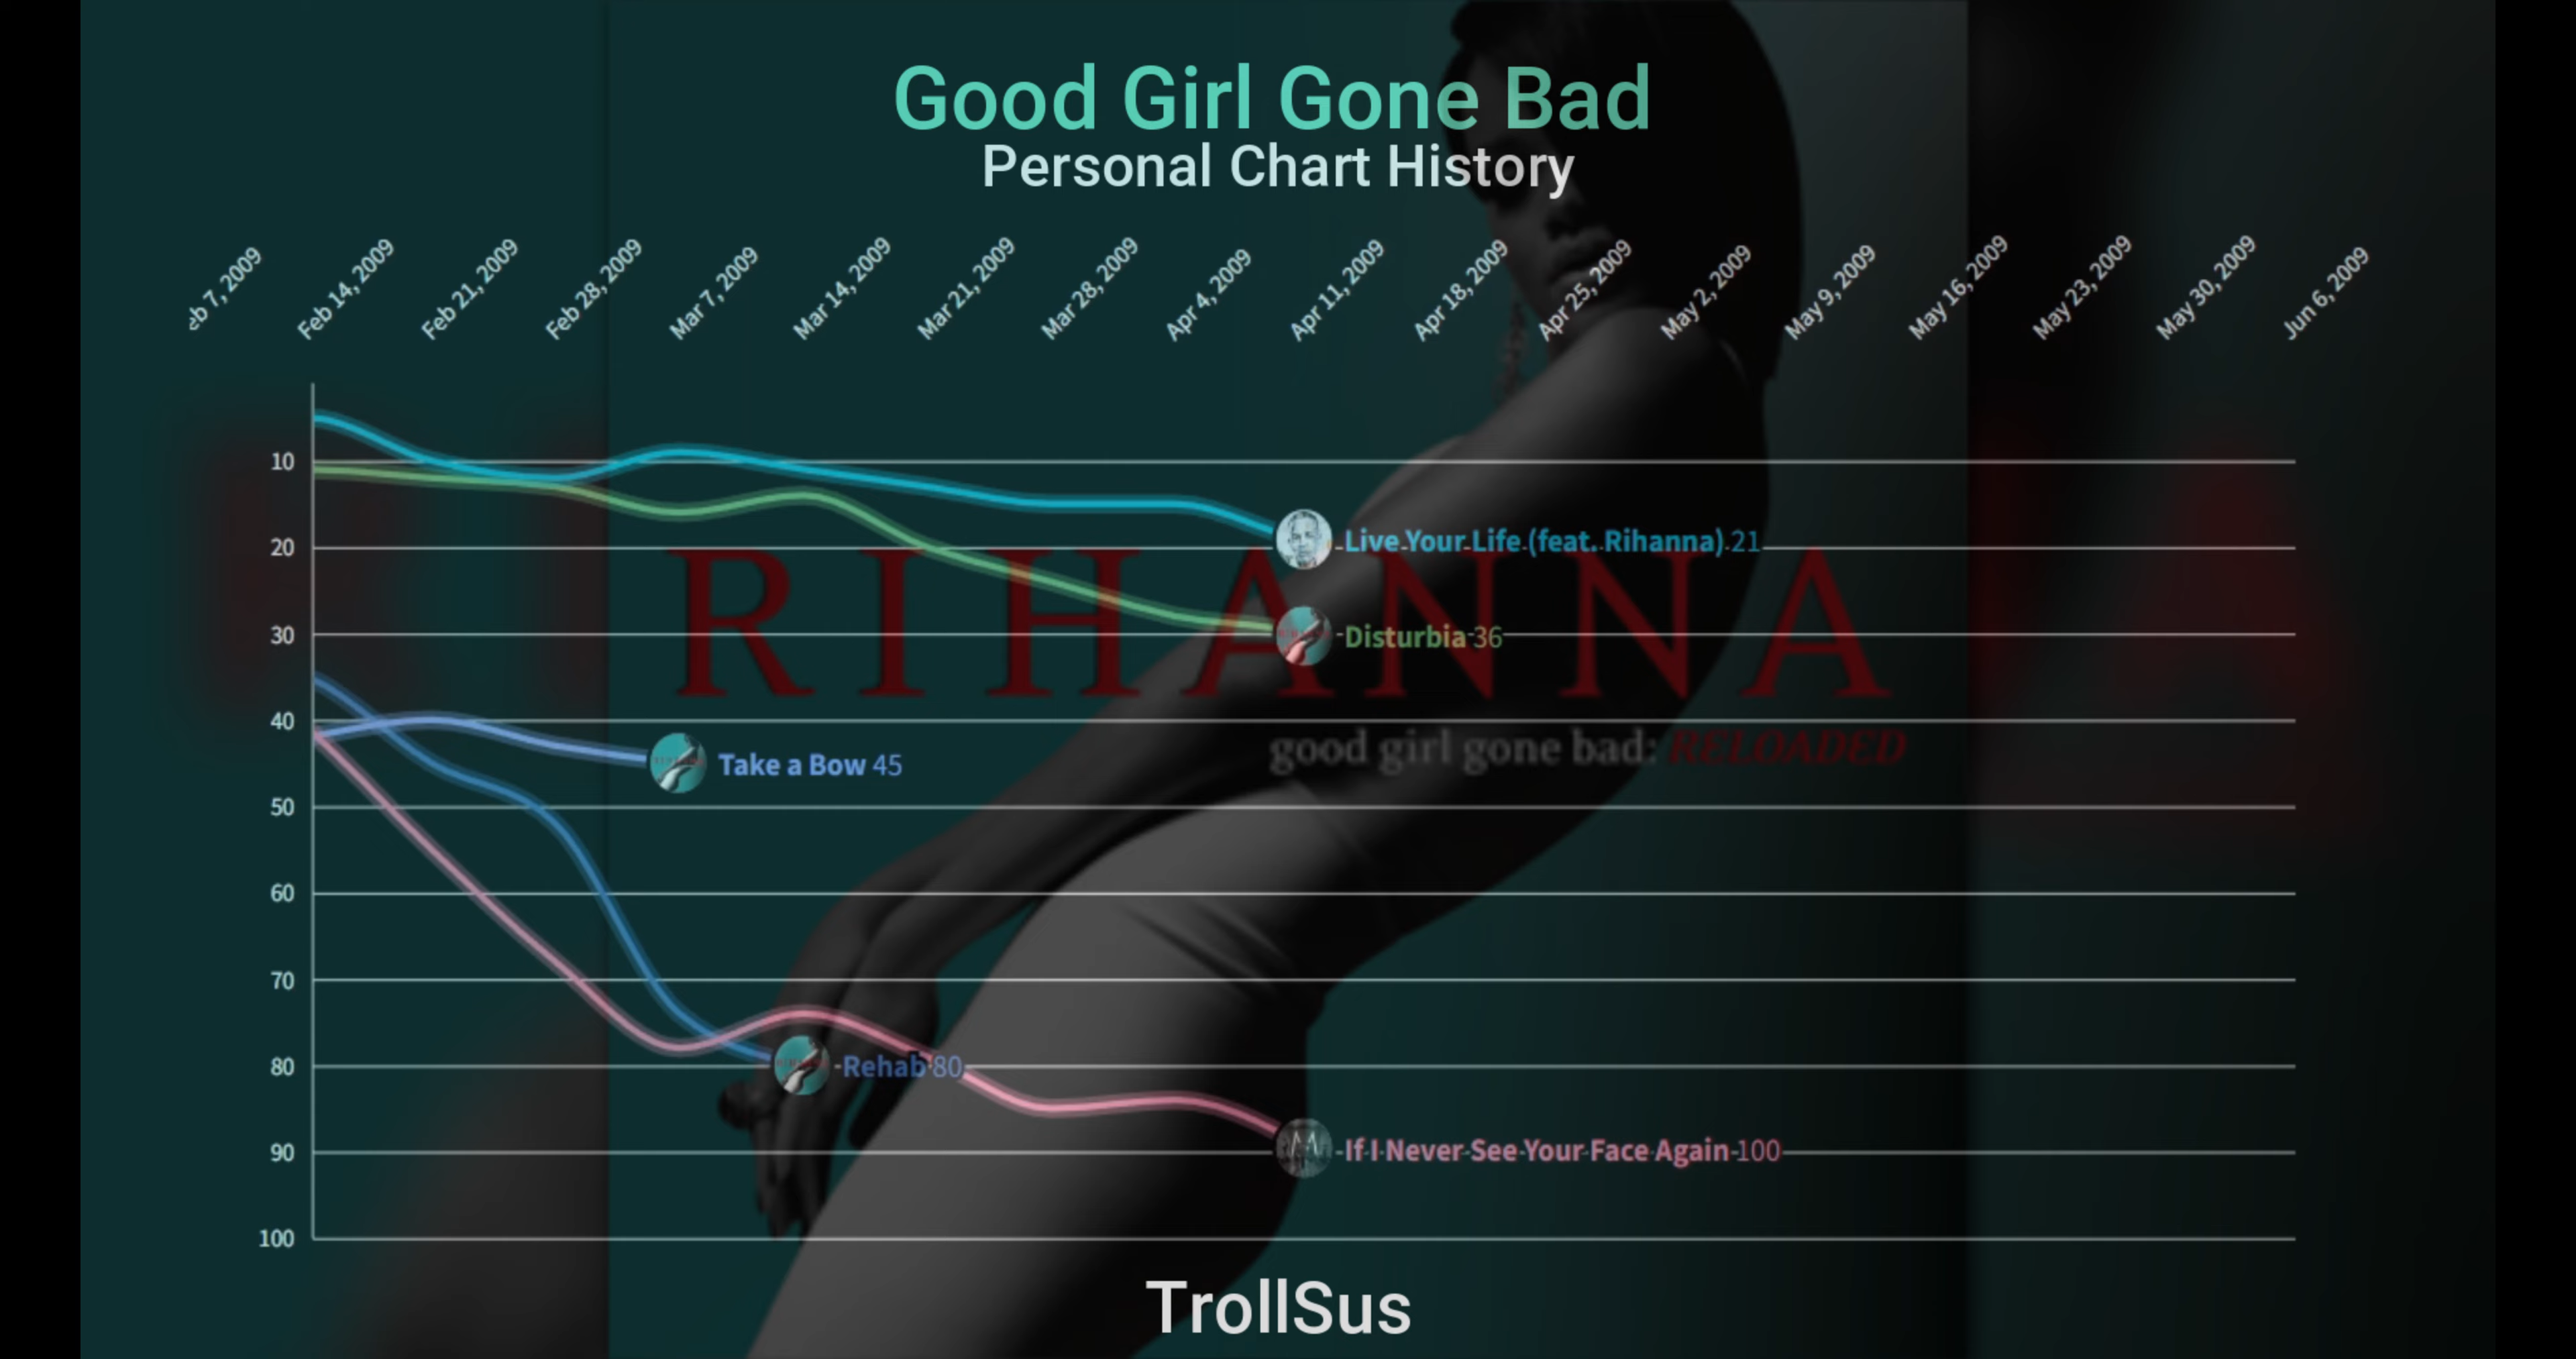 Good Girl Gone Bad
Personal Chart History
eb 7, 2009
Feb 14, 2009
Feb 21, 2009
Feb 28, 2009
Mar 7, 2009
Mar 14, 2009
Mar 21, 2009
Mar 28, 2009
Apr 4, 2009
Apr 11, 2009
Apr 18, 2009
Apr 25, 2009
May 2, 2009
May 9, 2009
May 16, 2009
May 23, 2009
May 30, 2009
Jun 6, 2009
10
20
Live Your Life (feat. Rihanna) 21
RIHANNA
30
Disturbia 36
40
good girl gone bad: RELOADED
Take a Bow 45
50
60
70
80
Rehab 80
90
If I Never See Your Face Again 100
100
TrollSus